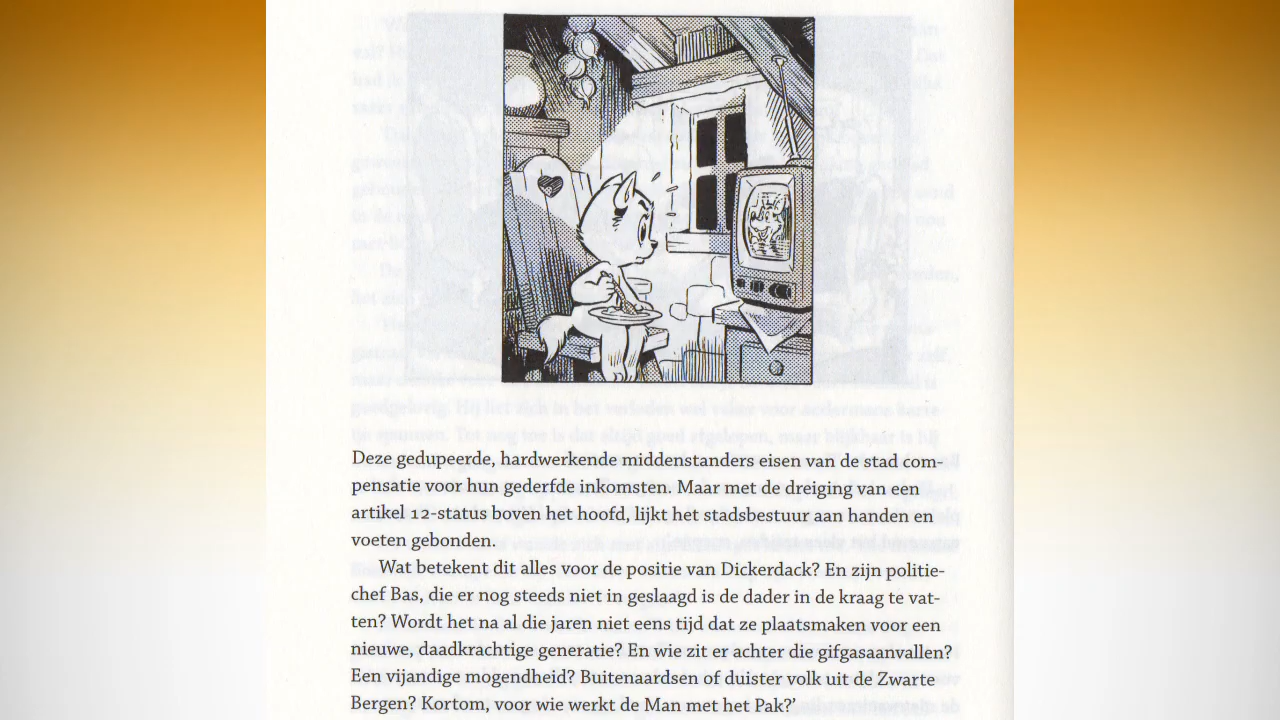 Deze gedupeerde, hardwerkende middenstanders eisen van de stad com-
pensatie voor hun gederfde inkomsten. Maar met de dreiging van een
artikel 12-status boven het hoofd, lijkt het stadsbestuur aan handen en
voeten gebonden.
Wat betekent dit alles voor de positie van Dickerdack? En zijn politie-
chef Bas, die er nog steeds niet in geslaagd is de dader in de kraag te vat-
ten? Wordt het na al die jaren niet eens tijd dat ze plaatsmaken voor een
nieuwe, daadkrachtige generatie? En wie zit er achter die gifgasaanvallen?
Een vijandige mogendheid? Buitenaardsen of duister volk uit de Zwarte
Bergen? Kortom, voor wie werkt de Man met het Pak?’